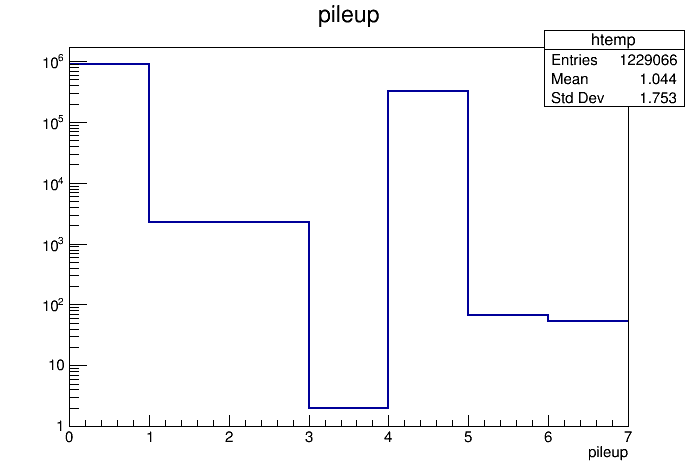 pileup
htemp
Entries 1229066
Mean 1.044
Std Dev 1.753
10^6
10^5
10^4
10^3
10^2
10
1
0 1 2 3 4 5 6 7
pileup